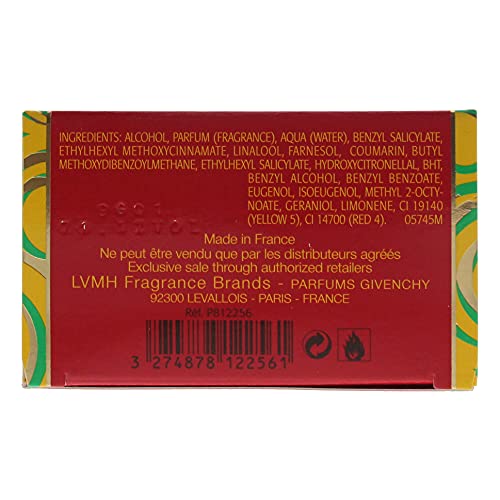 INGREDIENTS: ALCOHOL, PARFUM (FRAGRANCE), AQUA (WATER), BENZYL SALICYLATE,
ETHYLHEXYL METHOXYCINNAMATE, LINALOOL, FARNESOL, COUMARIN, BUTYL
METHOXYDIBENZOYLMETHANE, ETHYLHEXYL SALICYLATE, HYDROXYCITRONELLAL, BHT,
BENZYL ALCOHOL, BENZYL BENZOATE,
EUGENOL, ISOEUGENOL, METHYL 2-OCTY-
NOATE, GERANIOL, LIMONENE, CI 19140
(YELLOW 5), CI 14700 (RED 4). 05745M
Made in France
Ne peut être vendu que par les distributeurs agréés
Exclusive sale through authorized retailers
LVMH Fragrance Brands - PARFUMS GIVENCHY
92300 LEVALLOIS - PARIS - FRANCE
Réf. P812256
3 274878 122561